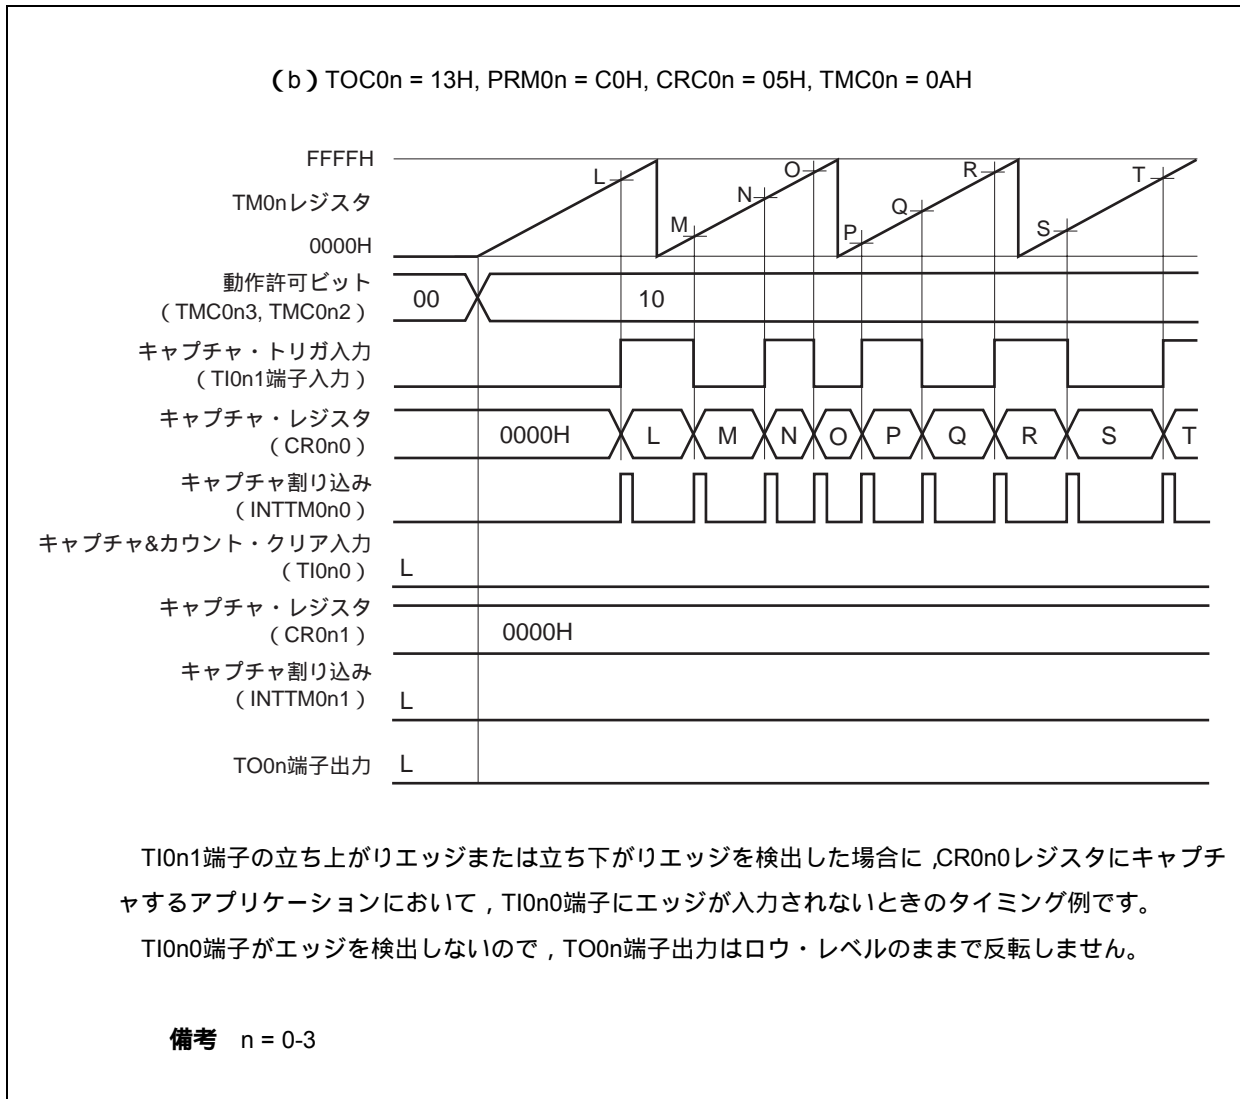 （b）TOC0n = 13H, PRM0n = C0H, CRC0n = 05H, TMC0n = 0AH
FFFFH
TM0nレジスタ
0000H
L
M
N
O
P
Q
R
S
T
動作許可ビット
（TMC0n3, TMC0n2）
00
10
キャプチャ・トリガ入力
（TI0n1端子入力）
キャプチャ・レジスタ
（CR0n0）
0000H
L
M
N
O
P
Q
R
S
T
キャプチャ割り込み
（INTTM0n0）
キャプチャ&カウント・クリア入力
（TI0n0）
L
キャプチャ・レジスタ
（CR0n1）
0000H
キャプチャ割り込み
（INTTM0n1）
L
TO0n端子出力
L
TI0n1端子の立ち上がりエッジまたは立ち下がりエッジを検出した場合に,CR0n0レジスタにキャプチ
ャするアプリケーションにおいて，TI0n0端子にエッジが入力されないときのタイミング例です。
TI0n0端子がエッジを検出しないので，TO0n端子出力はロウ・レベルのままで反転しません。
備考 n = 0-3